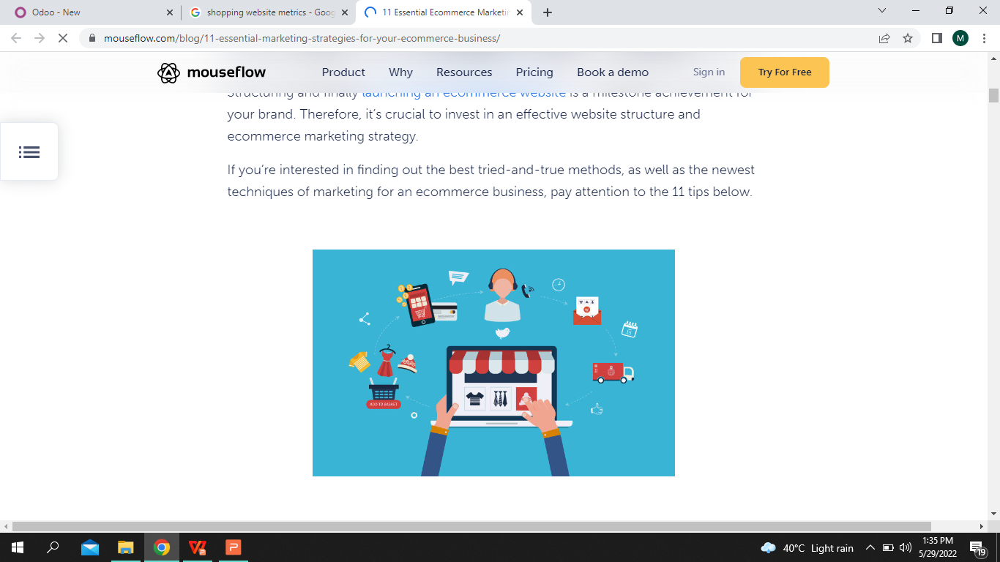 Odoo - New
shopping website metrics - Goog
11 Essential Ecommerce Marketin
mouseflow.com/blog/11-essential-marketing-strategies-for-your-ecommerce-business/
M
mouseflow
Product
Why
Resources
Pricing
Book a demo
Sign in
Try For Free
Structuring and finally launching an ecommerce website is a milestone achievement for
your brand. Therefore, it’s crucial to invest in an effective website structure and
ecommerce marketing strategy.
If you’re interested in finding out the best tried-and-true methods, as well as the newest
techniques of marketing for an ecommerce business, pay attention to the 11 tips below.
ADD TO BASKET
40°C Light rain
1:35 PM
5/29/2022
19